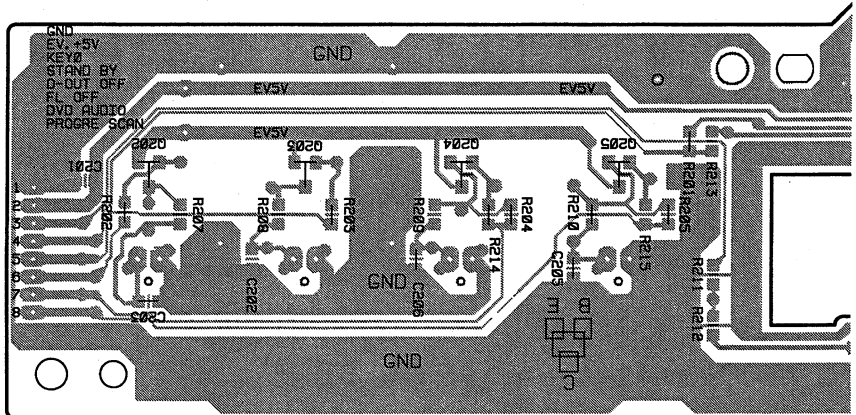 GND
EV.+5V
KEY0
STAND BY
D-OUT OFF
FL OFF
DVD AUDIO
PROGRE SCAN
GND
EV5V
EV5V
EV5V
Q202
Q203
Q204
Q205
C201
R201
R213
1
2
3
4
5
6
7
8
R202
R207
R208
R203
R209
R204
R214
R210
R215
R205
C203
C202
C206
C205
GND
GND
R211
R212
E
B
C